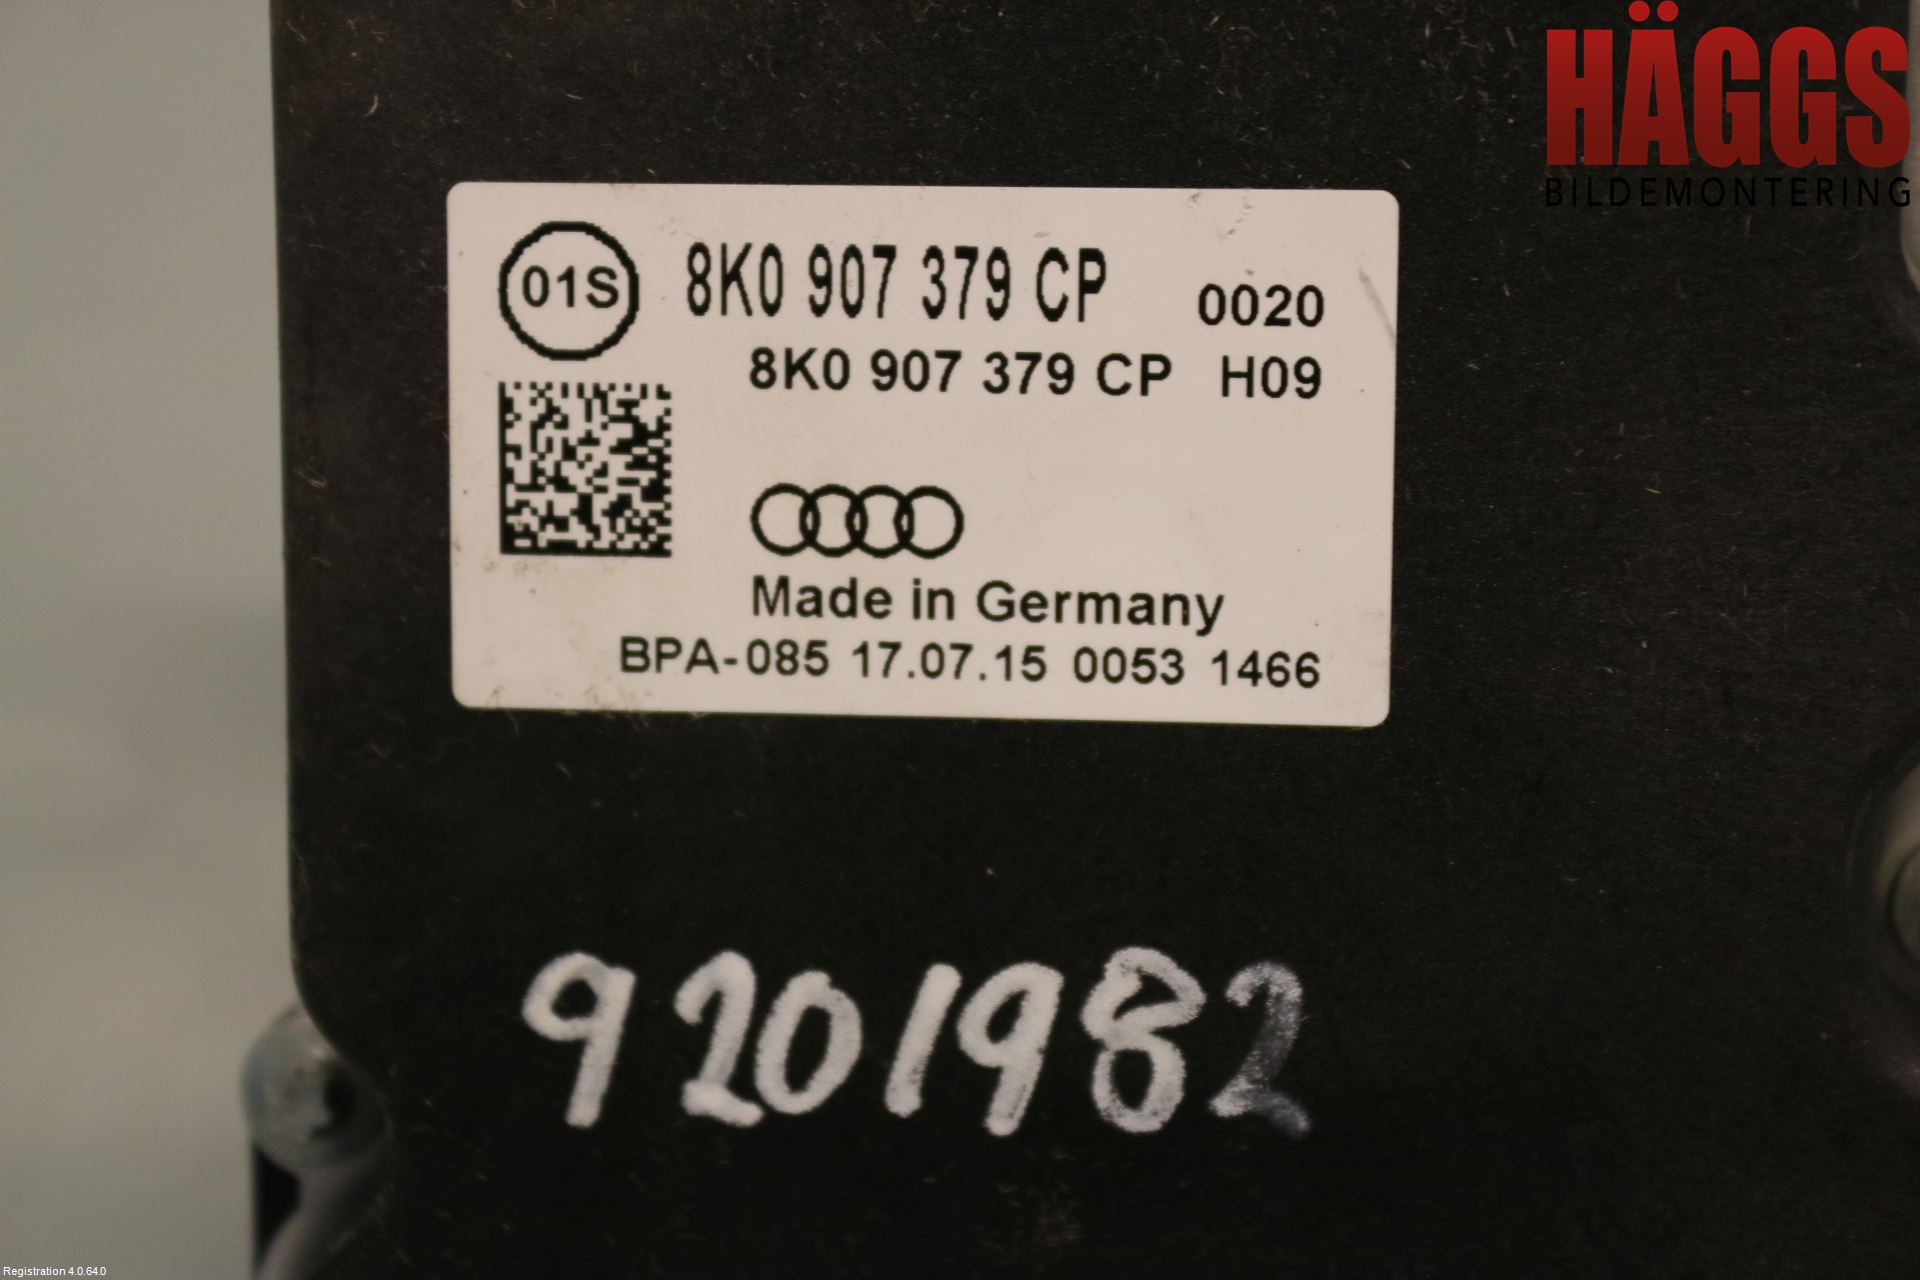 HÄGGS
BILDEMONTERING
01S 8K0 907 379 CP 0020
8K0 907 379 CP H09
Made in Germany
BPA-085 17.07.15 0053 1466
9201982
Registration 4.0.64.0